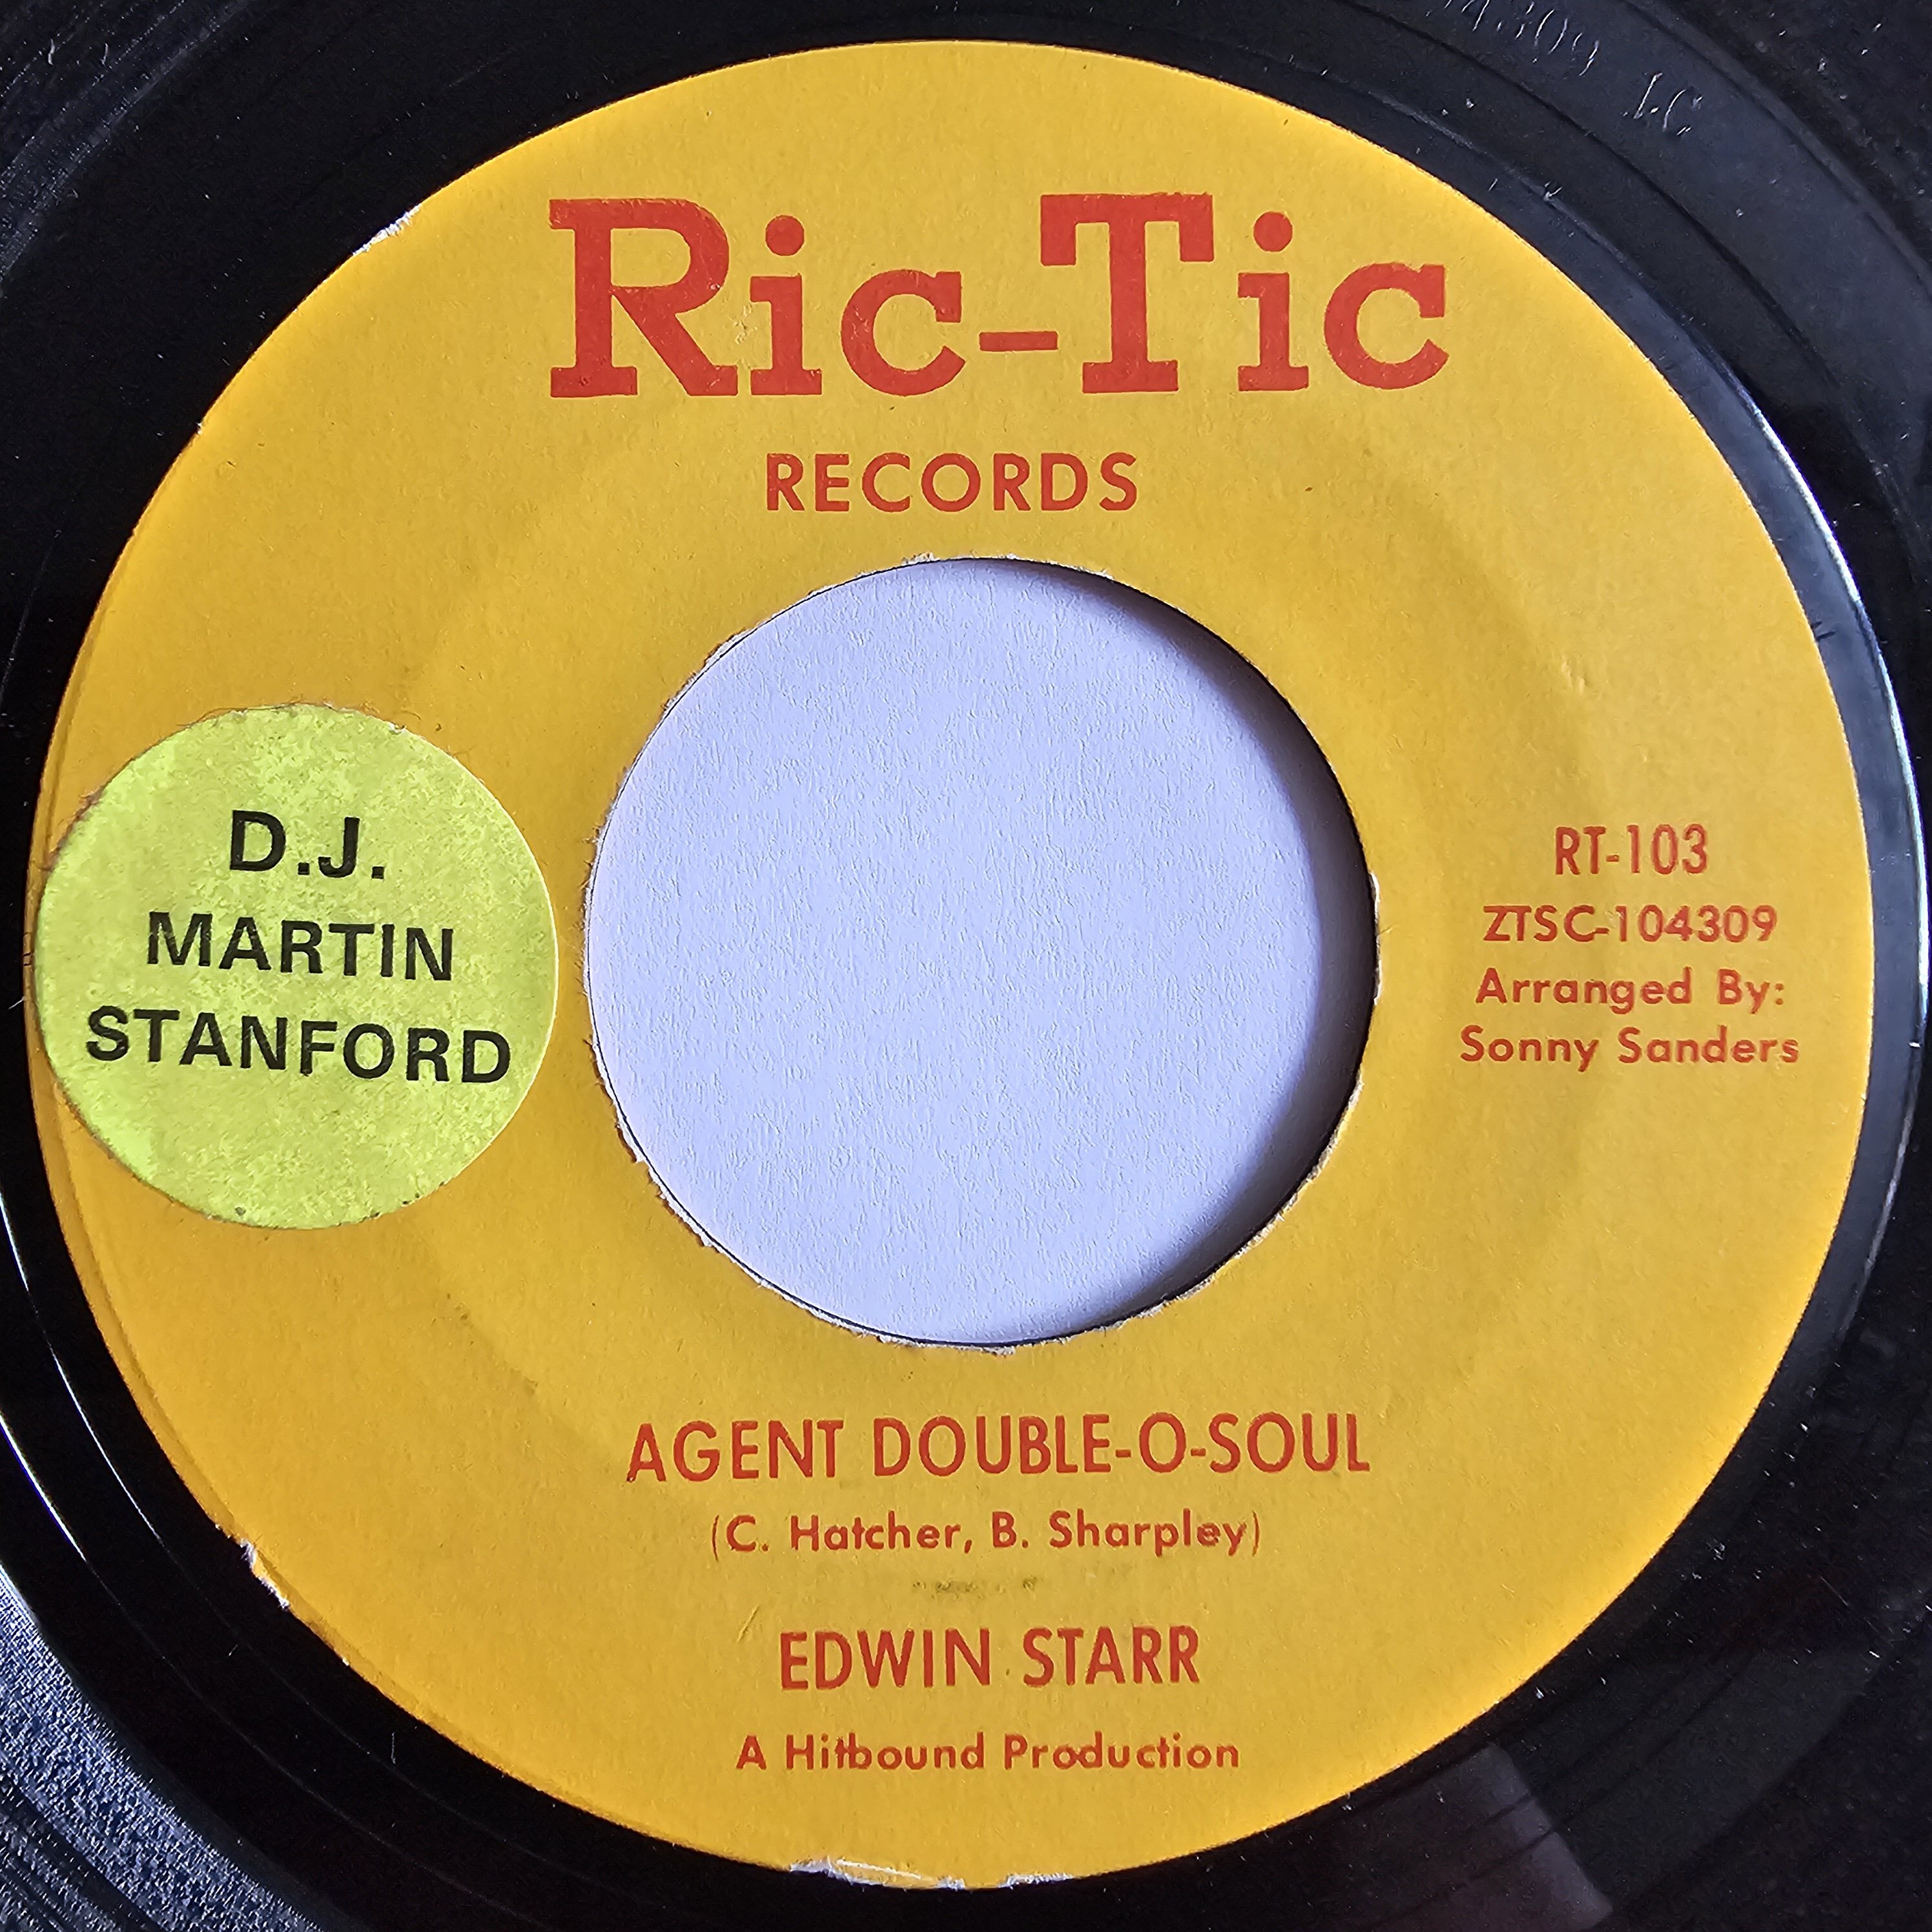 Ric-Tic
RECORDS
D.J.
MARTIN
STANFORD
RT-103
ZTSC-104309
Arranged By:
Sonny Sanders
AGENT DOUBLE-O-SOUL
(C. Hatcher, B. Sharpley)
EDWIN STARR
A Hitbound Production